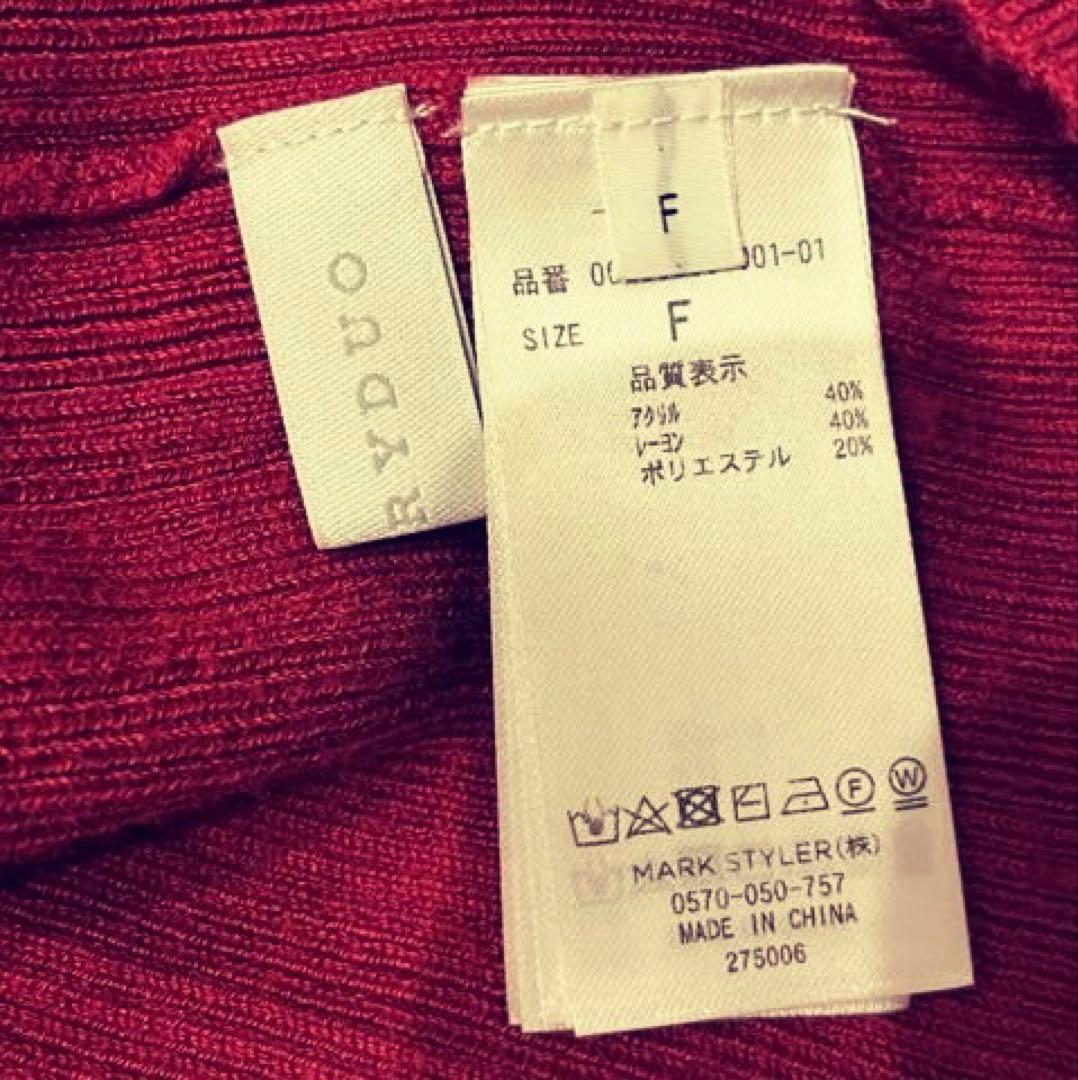 RYDUO
F
品番 00 001-01
SIZE F
品質表示
アクリル 40%
レーヨン 40%
ポリエステル 20%
F
W
MARK STYLER(株)
0570-050-757
MADE IN CHINA
275006